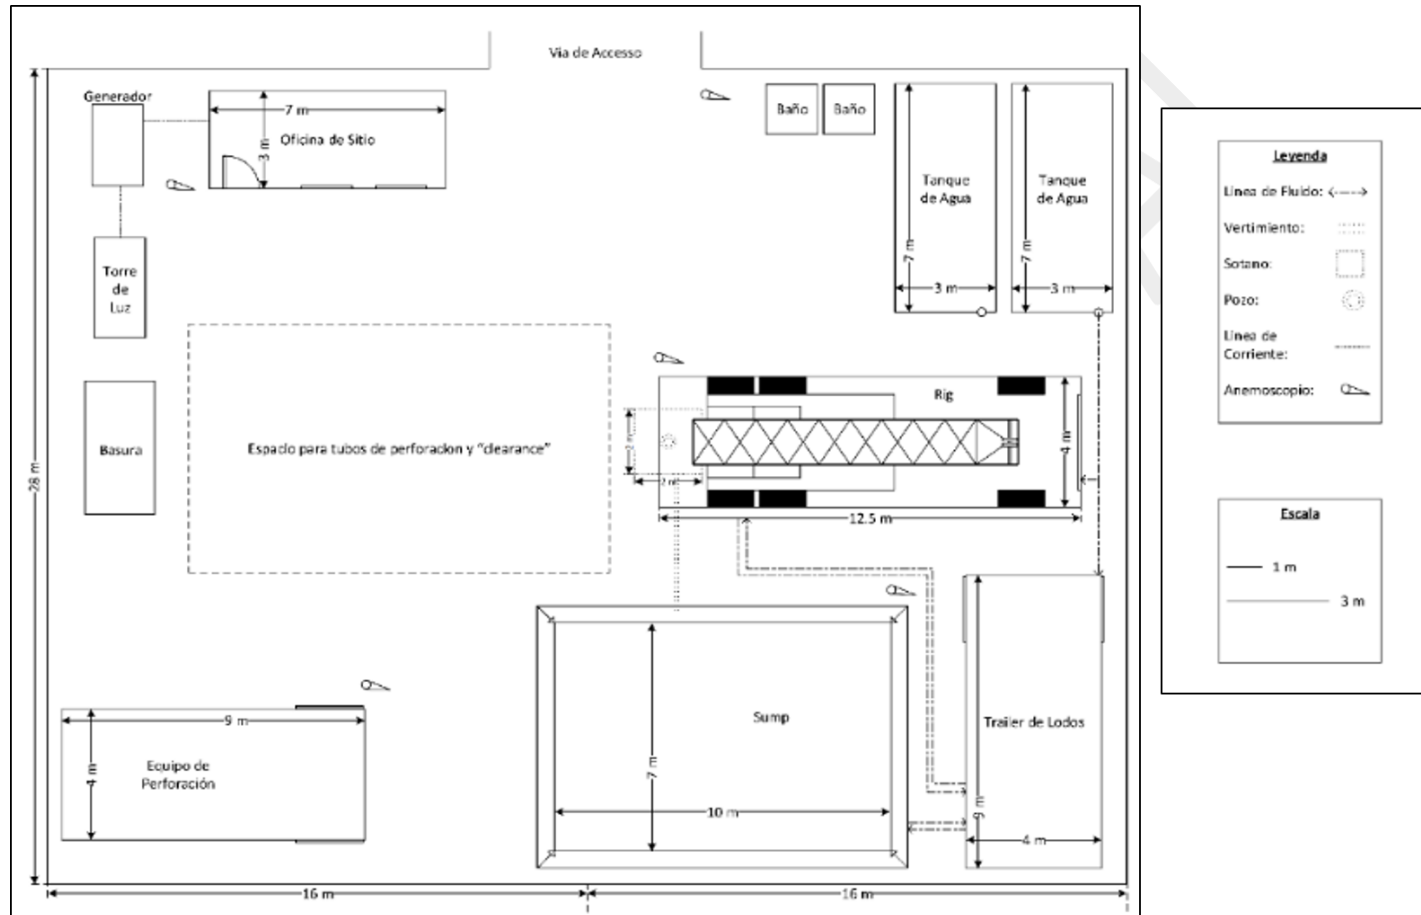 Via de Accesso
Generador
7 m
3 m
Oficina de Sitio
Baño
Baño
Tanque
de Agua
7 m
3 m
Tanque
de Agua
7 m
3 m
Torre
de
Luz
Basura
Espacio para tubos de perforacion y "clearance"
Rig
2 m
2 m
4 m
12.5 m
28 m
Sump
7 m
10 m
Trailer de Lodos
9 m
4 m
9 m
4 m
Equipo de
Perforación
16 m
16 m
Leyenda
Linea de Fluido:
Vertimiento:
Sotano:
Pozo:
Linea de
Corriente:
Anemoscopio:
Escala
1 m
3 m